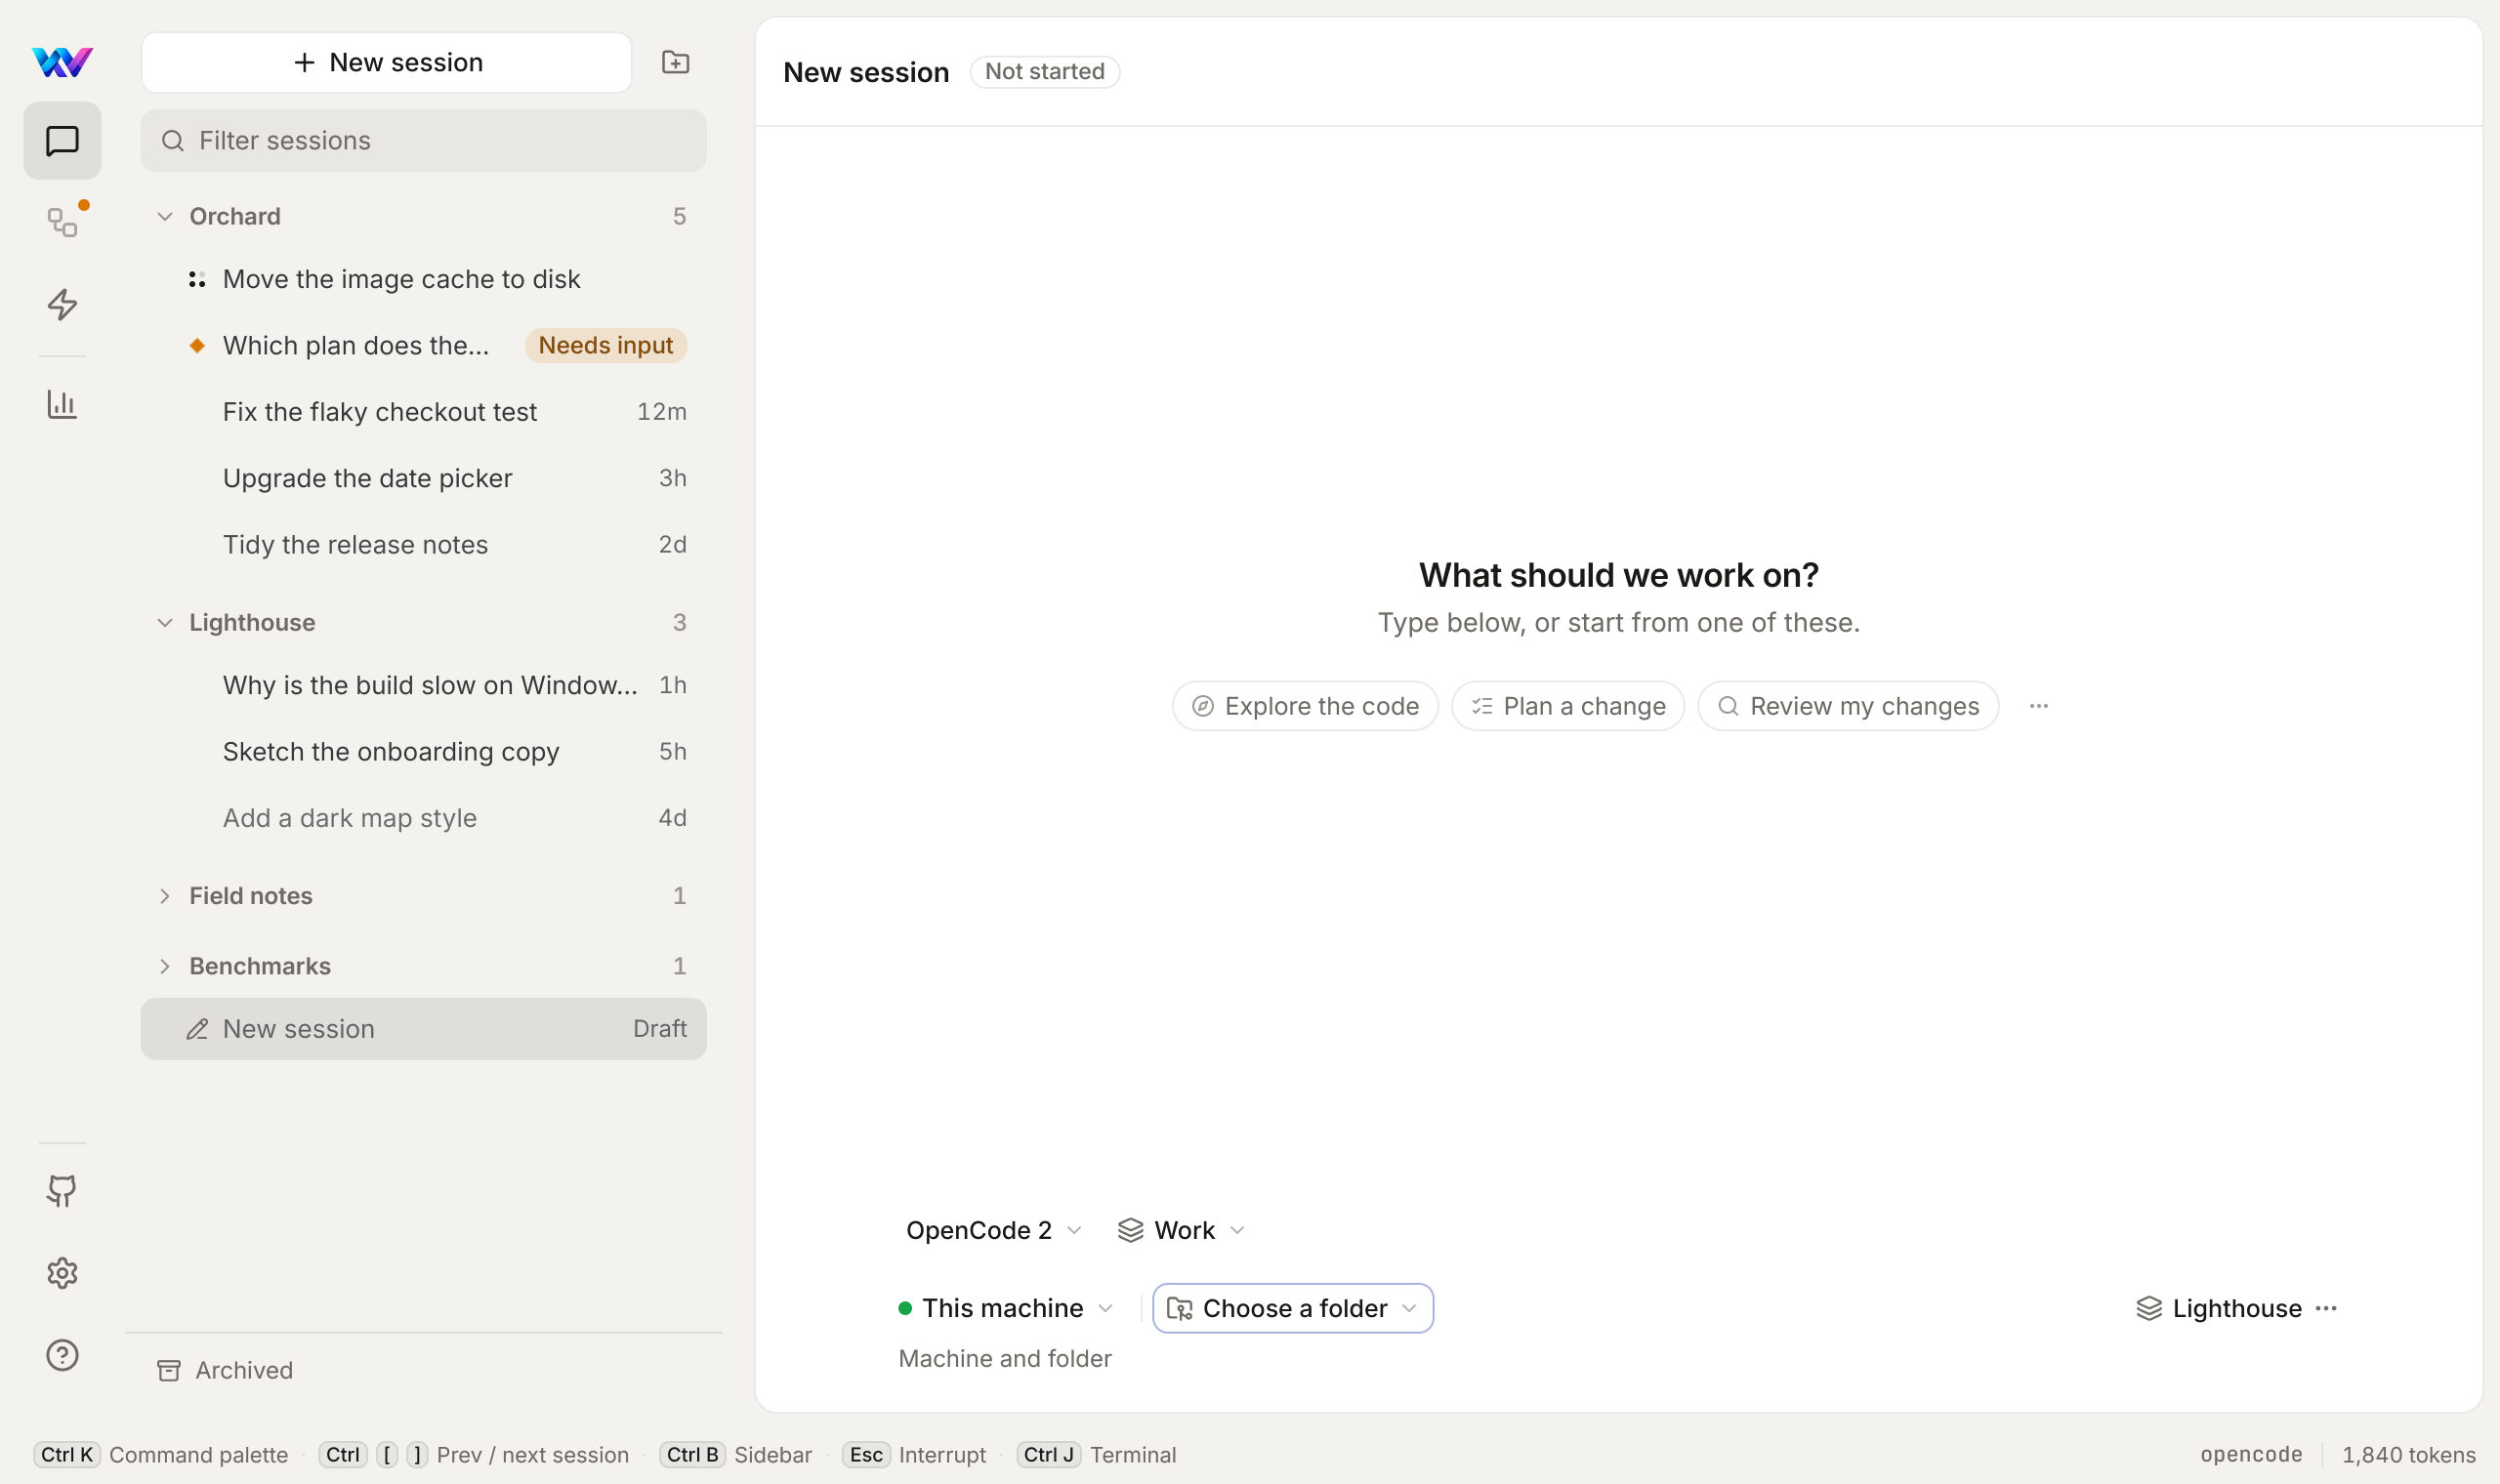 New session
Filter sessions
Orchard 5
Move the image cache to disk
Which plan does the... Needs input
Fix the flaky checkout test 12m
Upgrade the date picker 3h
Tidy the release notes 2d
Lighthouse 3
Why is the build slow on Window... 1h
Sketch the onboarding copy 5h
Add a dark map style 4d
Field notes 1
Benchmarks 1
New session Draft
Archived
New session Not started
What should we work on?
Type below, or start from one of these.
Explore the code Plan a change Review my changes ...
OpenCode 2 Work
This machine Choose a folder Lighthouse ...
Machine and folder
Ctrl K Command palette · Ctrl [ ] Prev / next session · Ctrl B Sidebar · Esc Interrupt · Ctrl J Terminal
opencode 1,840 tokens